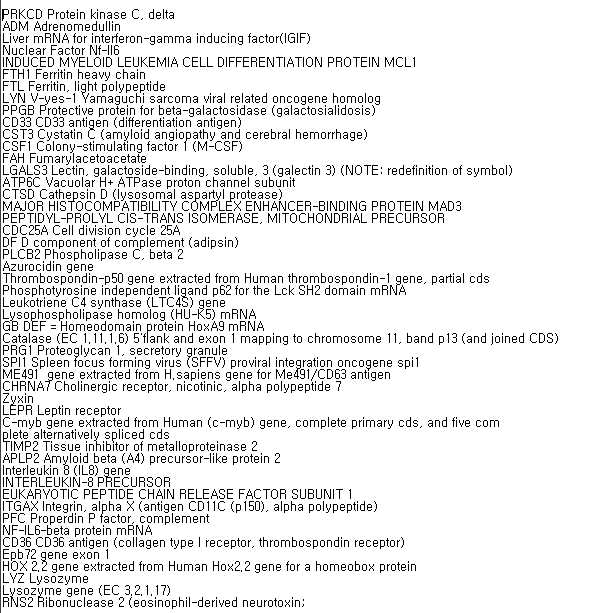 PRKCD Protein kinase C, delta
ADM Adrenomedullin
Liver mRNA for interferon-gamma inducing factor(IGIF)
Nuclear Factor Nf-Il6
INDUCED MYELOID LEUKEMIA CELL DIFFERENTIATION PROTEIN MCL1
FTH1 Ferritin heavy chain
FTL Ferritin, light polypeptide
LYN V-yes-1 Yamaguchi sarcoma viral related oncogene homolog
PPGB Protective protein for beta-galactosidase (galactosialidosis)
CD33 CD33 antigen (differentiation antigen)
CST3 Cystatin C (amyloid angiopathy and cerebral hemorrhage)
CSF1 Colony-stimulating factor 1 (M-CSF)
FAH Fumarylacetoacetate
LGALS3 Lectin, galactoside-binding, soluble, 3 (galectin 3) (NOTE: redefinition of symbol)
ATP6C Vacuolar H+ ATPase proton channel subunit
CTSD Cathepsin D (lysosomal aspartyl protease)
MAJOR HISTOCOMPATIBILITY COMPLEX ENHANCER-BINDING PROTEIN MAD3
PEPTIDYL-PROLYL CIS-TRANS ISOMERASE, MITOCHONDRIAL PRECURSOR
CDC25A Cell division cycle 25A
DF D component of complement (adipsin)
PLCB2 Phospholipase C, beta 2
Azurocidin gene
Thrombospondin-p50 gene extracted from Human thrombospondin-1 gene, partial cds
Phosphotyrosine independent ligand p62 for the Lck SH2 domain mRNA
Leukotriene C4 synthase (LTC4S) gene
Lysophospholipase homolog (HU-K5) mRNA
GB DEF = Homeodomain protein HoxA9 mRNA
Catalase (EC 1,11,1,6) 5'flank and exon 1 mapping to chromosome 11, band p13 (and joined CDS)
PRG1 Proteoglycan 1, secretory granule
SPI1 Spleen focus forming virus (SFFV) proviral integration oncogene spi1
ME491  gene extracted from H.sapiens gene for Me491/CD63 antigen
CHRNA7 Cholinergic receptor, nicotinic, alpha polypeptide 7
Zyxin
LEPR Leptin receptor
C-myb gene extracted from Human (c-myb) gene, complete primary cds, and five com
plete alternatively spliced cds
TIMP2 Tissue inhibitor of metalloproteinase 2
APLP2 Amyloid beta (A4) precursor-like protein 2
Interleukin 8 (IL8) gene
INTERLEUKIN-8 PRECURSOR
EUKARYOTIC PEPTIDE CHAIN RELEASE FACTOR SUBUNIT 1
ITGAX Integrin, alpha X (antigen CD11C (p150), alpha polypeptide)
PFC Properdin P factor, complement
NF-IL6-beta protein mRNA
CD36 CD36 antigen (collagen type I receptor, thrombospondin receptor)
Epb72 gene exon 1
HOX 2,2 gene extracted from Human Hox2,2 gene for a homeobox protein
LYZ Lysozyme
Lysozyme gene (EC 3,2,1,17)
RNS2 Ribonuclease 2 (eosinophil-derived neurotoxin;